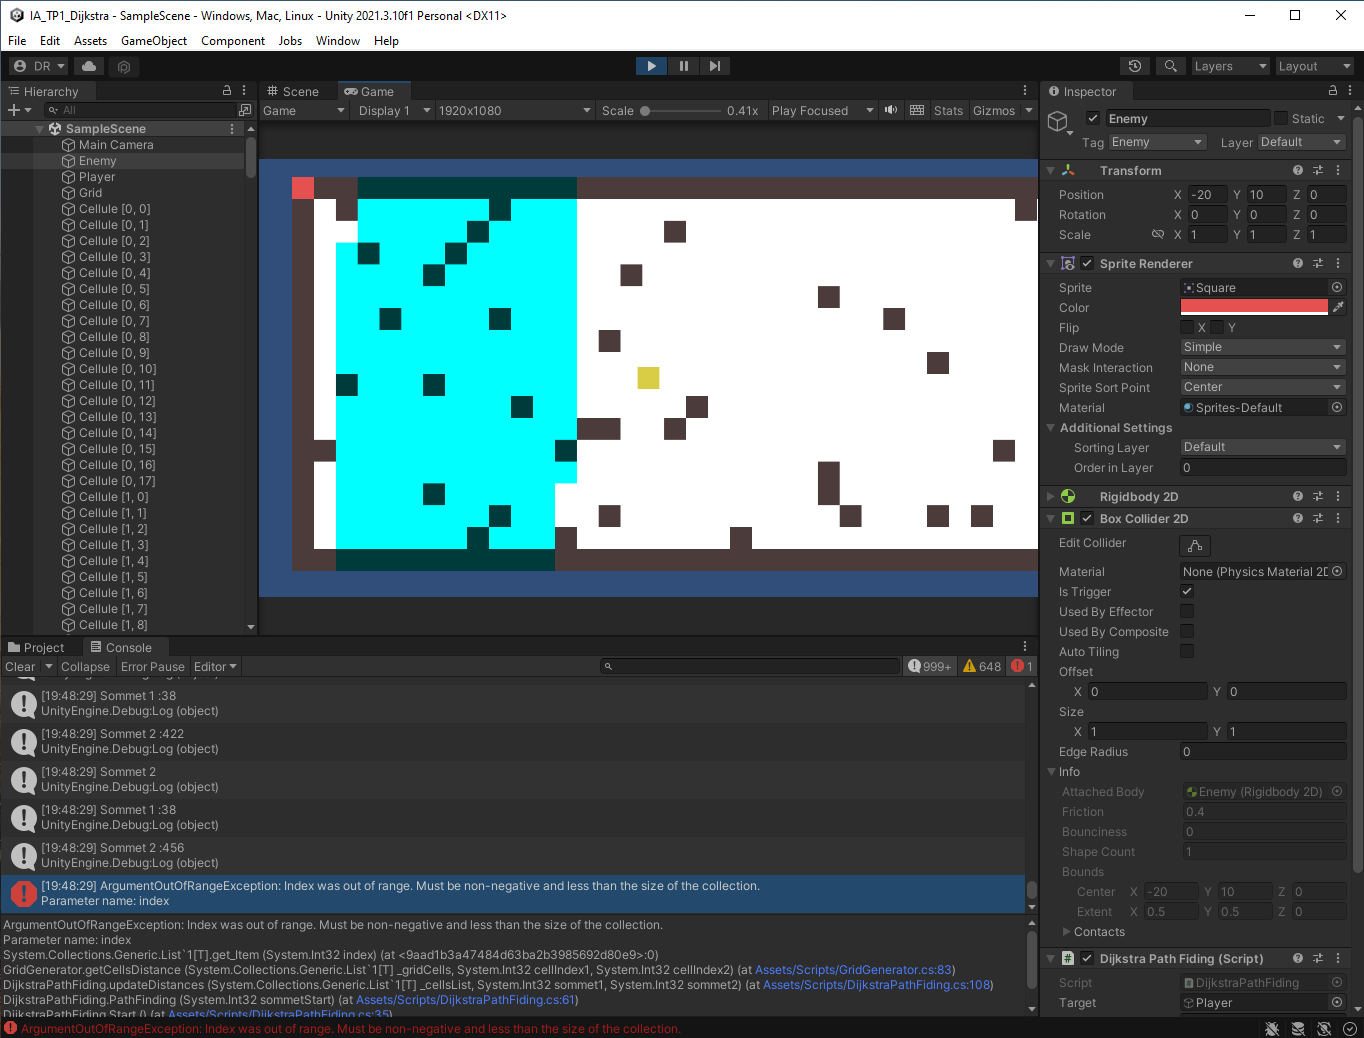 IA_TP1_Dijkstra - SampleScene - Windows, Mac, Linux - Unity 2021.3.10f1 Personal <DX11>
File Edit Assets GameObject Component Jobs Window Help
DR
Layers
Layout
Hierarchy
All
SampleScene
Main Camera
Enemy
Player
Grid
Cellule [0, 0]
Cellule [0, 1]
Cellule [0, 2]
Cellule [0, 3]
Cellule [0, 4]
Cellule [0, 5]
Cellule [0, 6]
Cellule [0, 7]
Cellule [0, 8]
Cellule [0, 9]
Cellule [0, 10]
Cellule [0, 11]
Cellule [0, 12]
Cellule [0, 13]
Cellule [0, 14]
Cellule [0, 15]
Cellule [0, 16]
Cellule [0, 17]
Cellule [1, 0]
Cellule [1, 1]
Cellule [1, 2]
Cellule [1, 3]
Cellule [1, 4]
Cellule [1, 5]
Cellule [1, 6]
Cellule [1, 7]
Cellule [1, 8]
Scene Game
Game Display 1 1920x1080 Scale 0.41x Play Focused Stats Gizmos
Inspector
Enemy Static
Tag Enemy Layer Default
Transform
Position X -20 Y 10 Z 0
Rotation X 0 Y 0 Z 0
Scale X 1 Y 1 Z 1
Sprite Renderer
Sprite Square
Color
Flip X Y
Draw Mode Simple
Mask Interaction None
Sprite Sort Point Center
Material Sprites-Default
Additional Settings
Sorting Layer Default
Order in Layer 0
Rigidbody 2D
Box Collider 2D
Edit Collider
Material None (Physics Material 2D
Is Trigger
Used By Effector
Used By Composite
Auto Tiling
Offset
X 0 Y 0
Size
X 1 Y 1
Edge Radius 0
Info
Attached Body Enemy (Rigidbody 2D)
Friction 0.4
Bounciness 0
Shape Count 1
Bounds
Center X -20 Y 10 Z 0
Extent X 0.5 Y 0.5 Z 0
Contacts
Dijkstra Path Fiding (Script)
Script DijkstraPathFiding
Target Player
Project Console
Clear Collapse Error Pause Editor 999+ 648 1
UnityEngine.Debug:Log (object)
[19:48:29] Sommet 1 :38
UnityEngine.Debug:Log (object)
[19:48:29] Sommet 2 :422
UnityEngine.Debug:Log (object)
[19:48:29] Sommet 2
UnityEngine.Debug:Log (object)
[19:48:29] Sommet 1 :38
UnityEngine.Debug:Log (object)
[19:48:29] Sommet 2 :456
UnityEngine.Debug:Log (object)
[19:48:29] ArgumentOutOfRangeException: Index was out of range. Must be non-negative and less than the size of the collection.
Parameter name: index
ArgumentOutOfRangeException: Index was out of range. Must be non-negative and less than the size of the collection.
Parameter name: index
System.Collections.Generic.List`1[T].get_Item (System.Int32 index) (at <9aad1b3a47484d63ba2b3985692d80e9>:0)
GridGenerator.getCellsDistance (System.Collections.Generic.List`1[T] _gridCells, System.Int32 cellIndex1, System.Int32 cellIndex2) (at Assets/Scripts/GridGenerator.cs:83)
DijkstraPathFiding.updateDistances (System.Collections.Generic.List`1[T] _cellsList, System.Int32 sommet1, System.Int32 sommet2) (at Assets/Scripts/DijkstraPathFiding.cs:108)
DijkstraPathFiding.PathFinding (System.Int32 sommetStart) (at Assets/Scripts/DijkstraPathFiding.cs:61)
DijkstraPathFiding.Start () (at Assets/Scripts/DijkstraPathFiding.cs:35)
ArgumentOutOfRangeException: Index was out of range. Must be non-negative and less than the size of the collection.